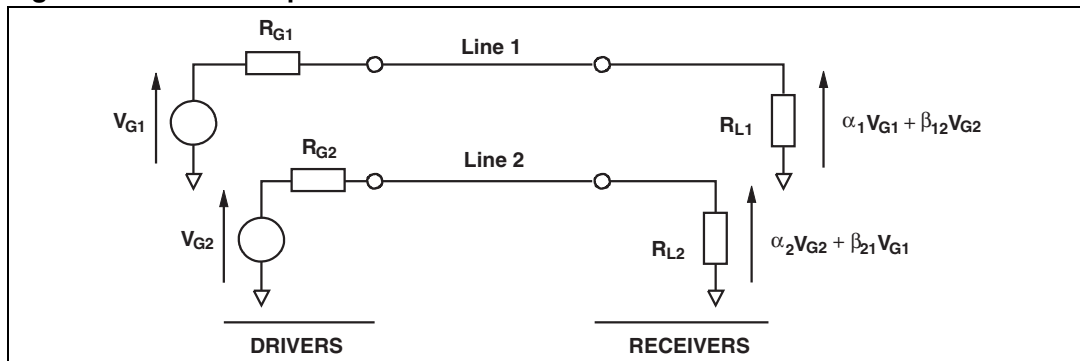 R_G1
Line 1
V_G1
R_L1
α_1V_G1 + β_12V_G2
R_G2
Line 2
V_G2
R_L2
α_2V_G2 + β_21V_G1
DRIVERS
RECEIVERS